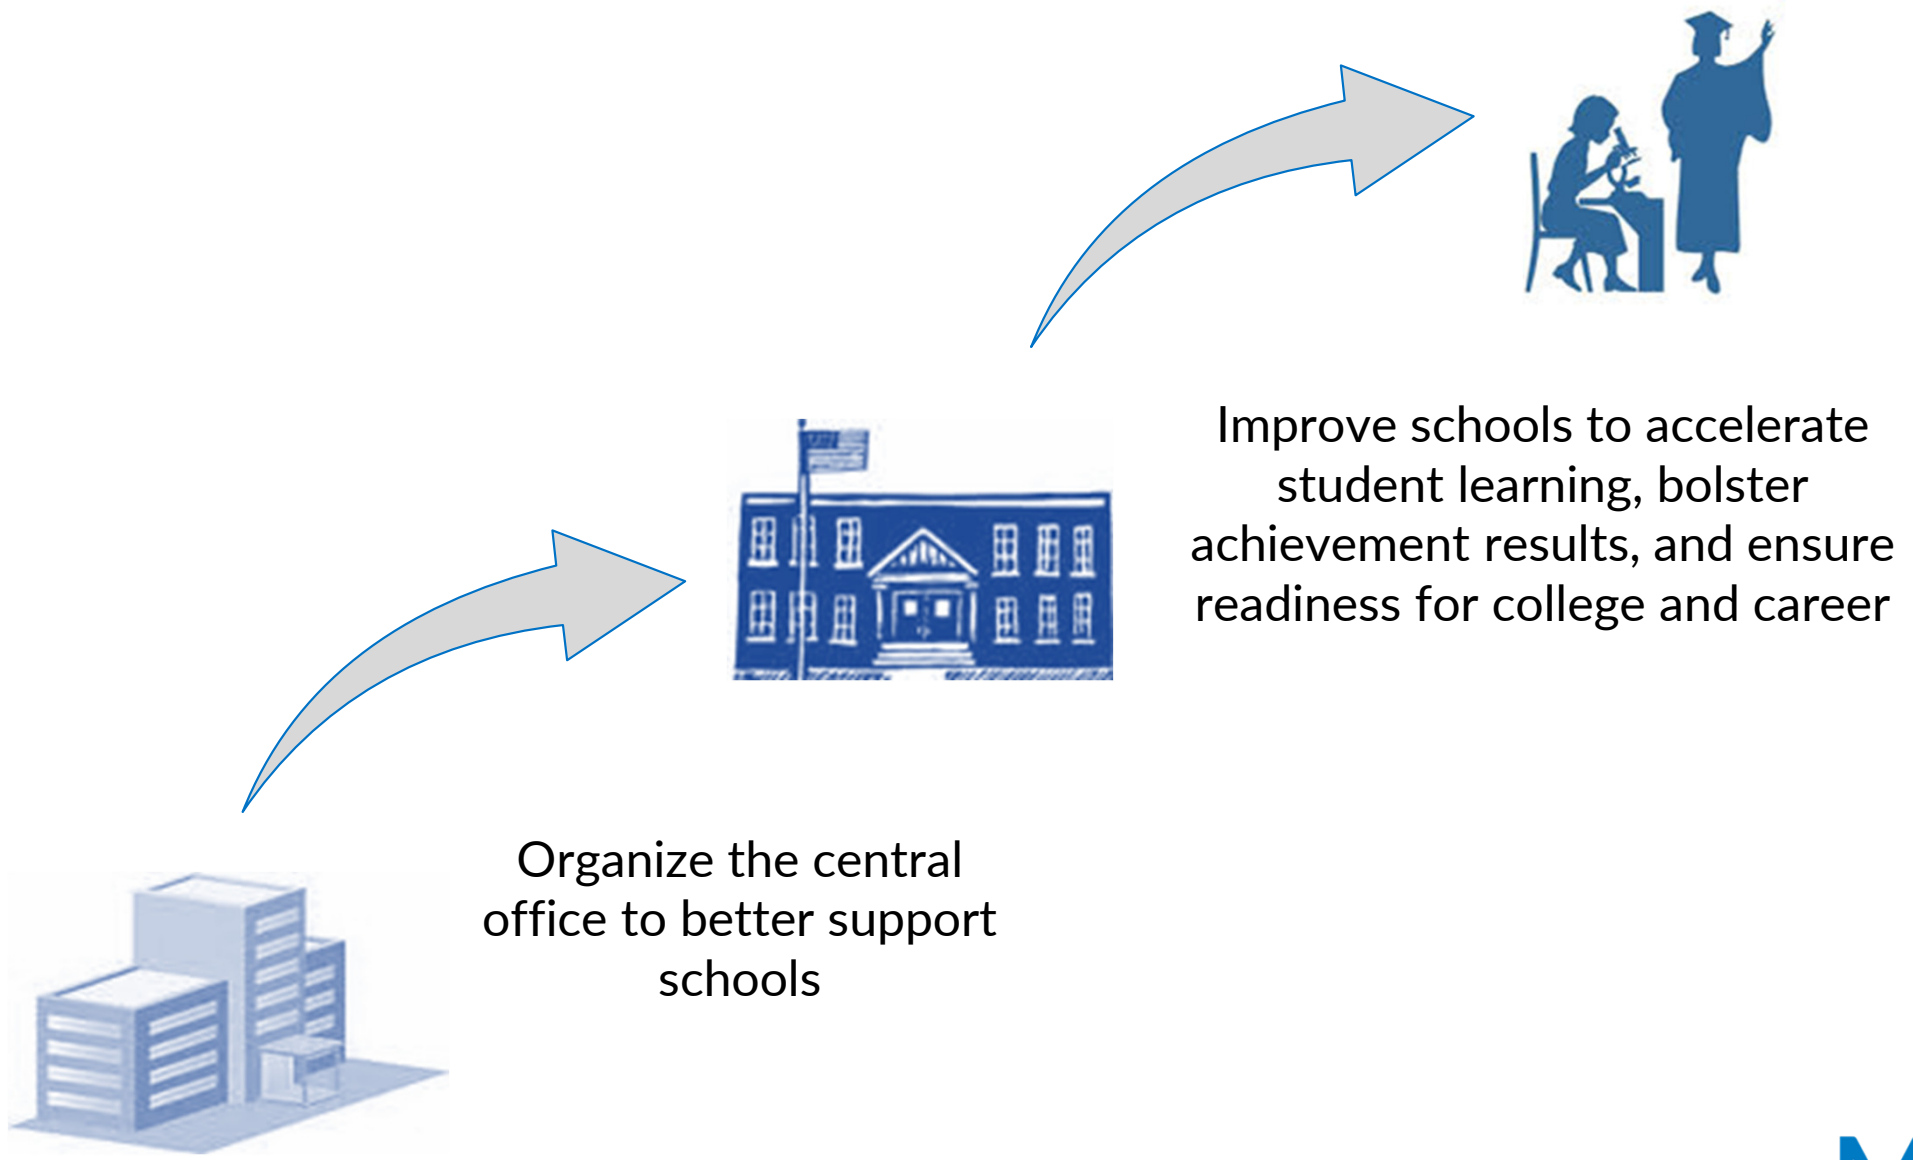 Improve schools to accelerate
student learning, bolster
achievement results, and ensure
readiness for college and career
Organize the central
office to better support
schools